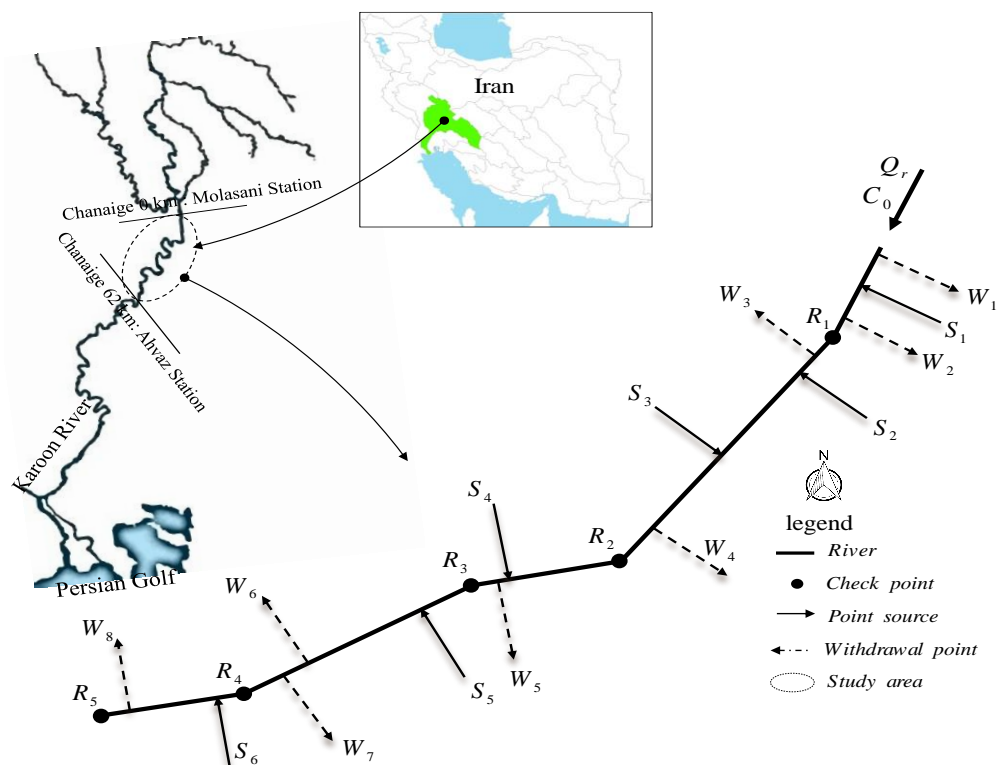 Iran
Chanaige 0 km: Molasani Station
Chanaige 62 km: Ahvaz Station
Karoon River
Persian Golf
Q_r
C_0
W_1
S_1
W_2
R_1
W_3
S_2
S_3
W_4
R_2
S_4
W_5
R_3
S_5
W_6
W_7
R_4
S_6
W_8
R_5
N
legend
River
Check point
Point source
Withdrawal point
Study area